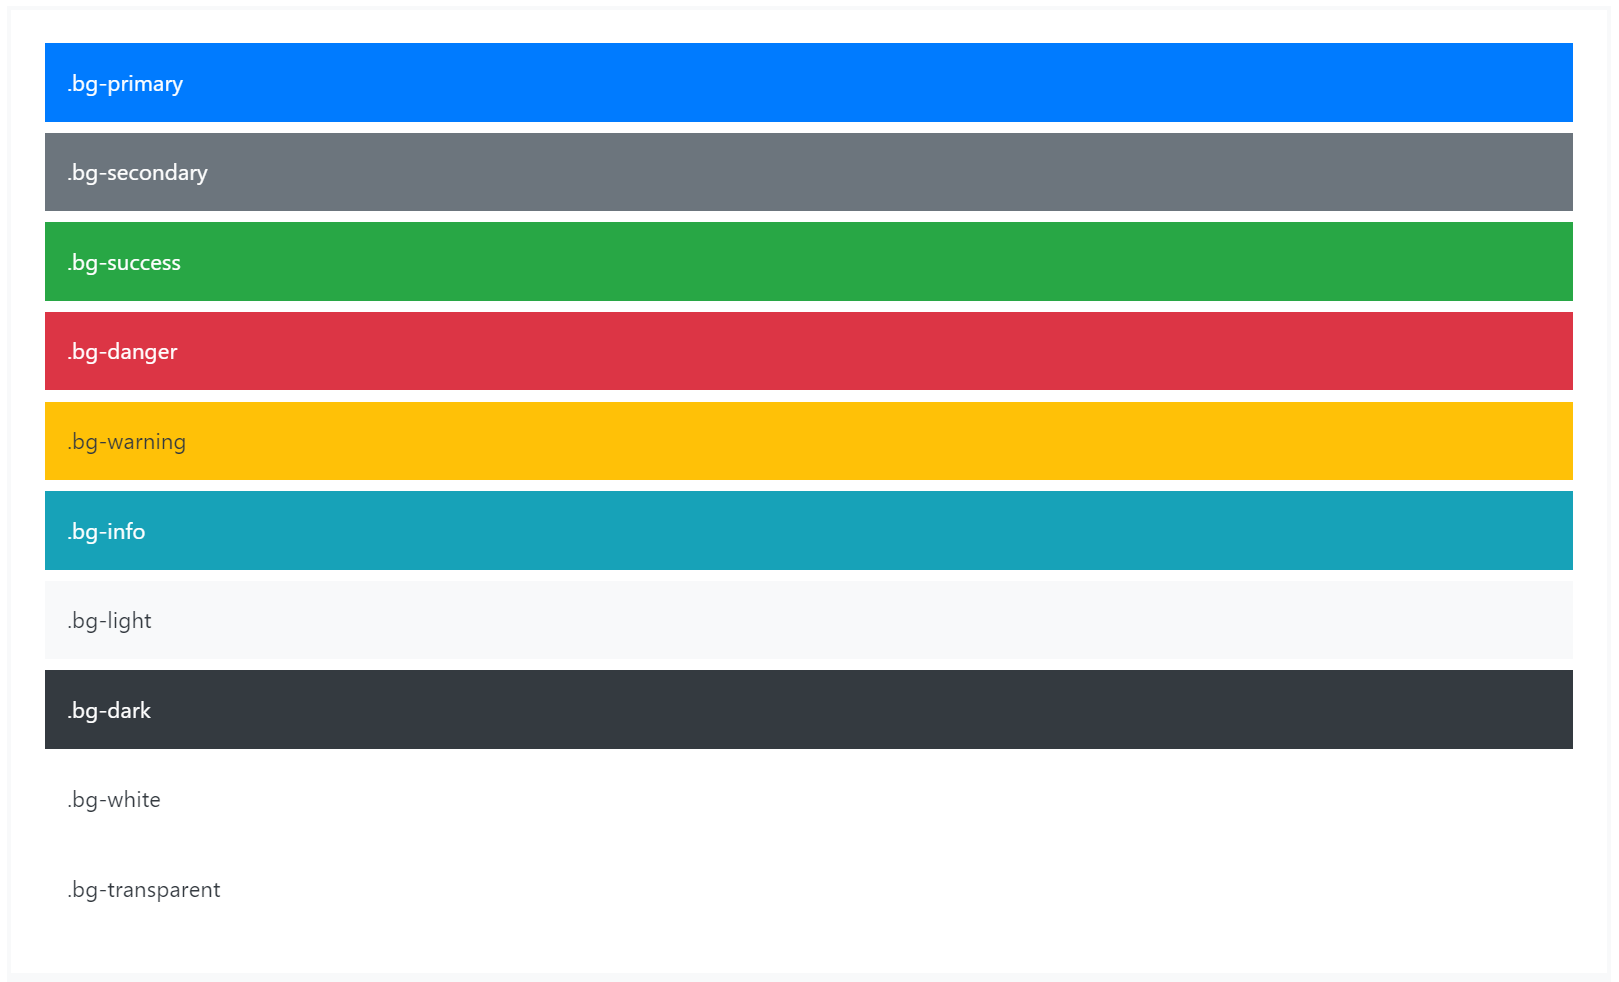 .bg-primary
.bg-secondary
.bg-success
.bg-danger
.bg-warning
.bg-info
.bg-light
.bg-dark
.bg-white
.bg-transparent